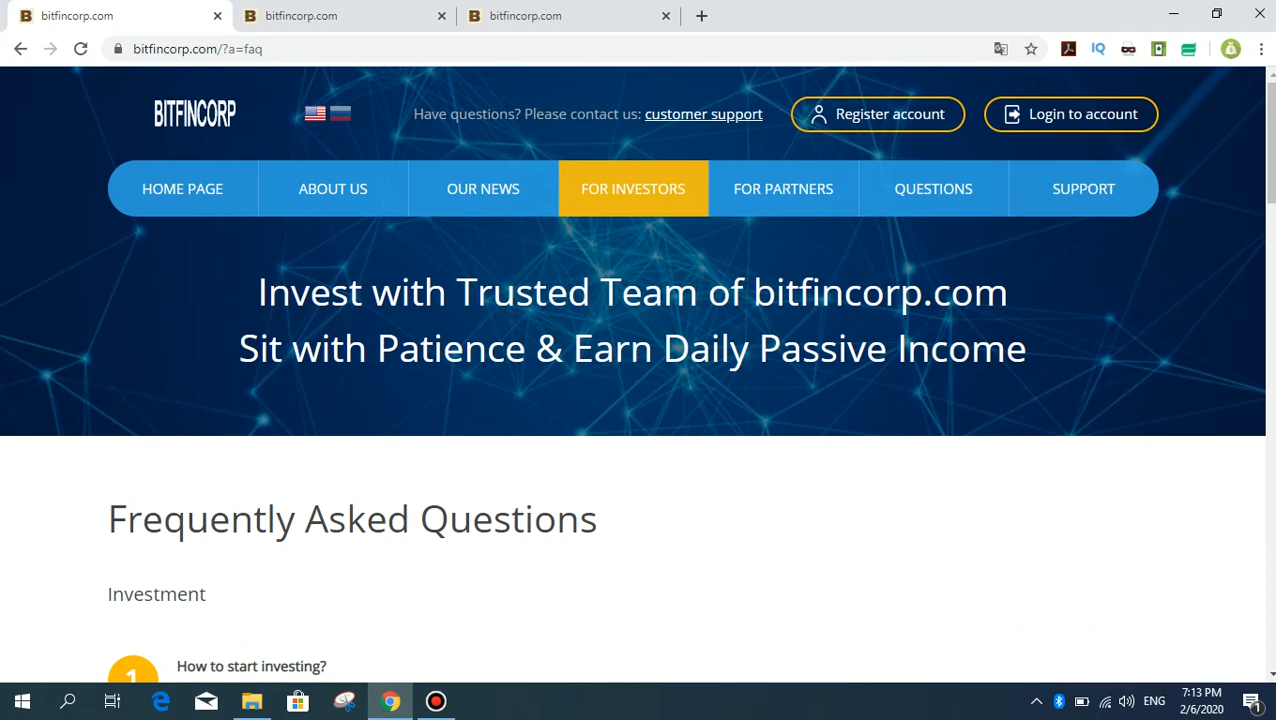 bitfincorp.com
bitfincorp.com
bitfincorp.com
bitfincorp.com/?a=faq
IQ
BITFINCORP
Have questions? Please contact us: customer support
Register account
Login to account
HOME PAGE
ABOUT US
OUR NEWS
FOR INVESTORS
FOR PARTNERS
QUESTIONS
SUPPORT
Invest with Trusted Team of bitfincorp.com
Sit with Patience & Earn Daily Passive Income
Frequently Asked Questions
Investment
1
How to start investing?
ENG
7:13 PM
2/6/2020
1